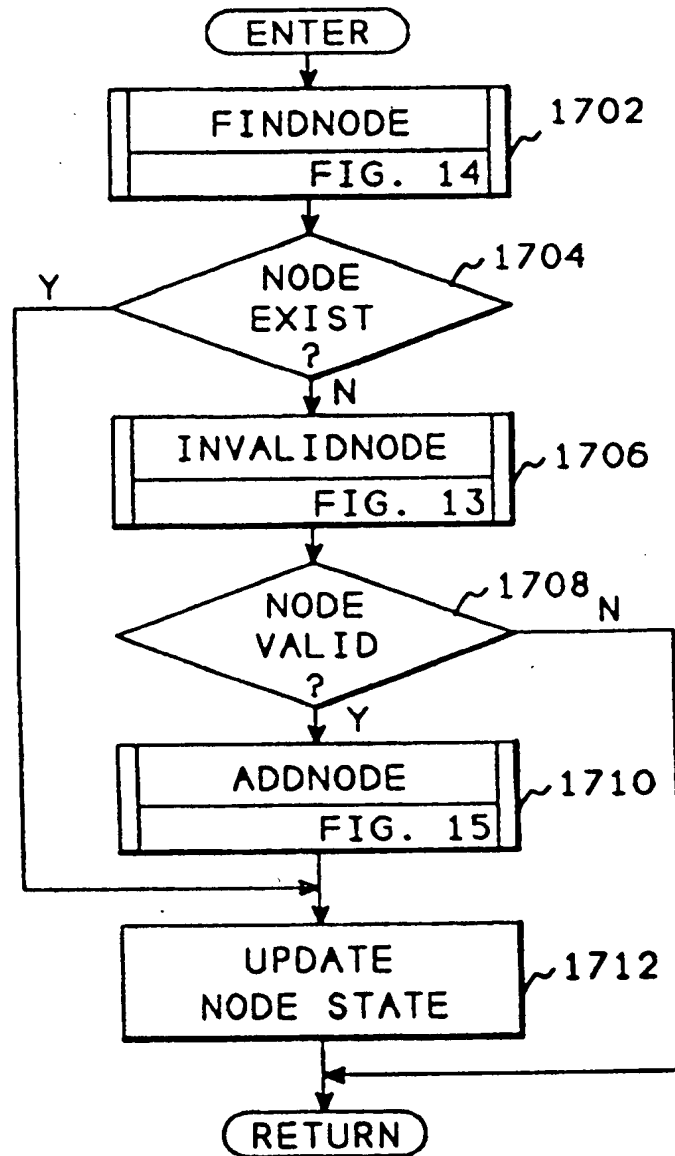 ENTER
FINDNODE
FIG. 14
1702
NODE
EXIST
?
1704
Y
N
INVALIDNODE
FIG. 13
1706
NODE
VALID
?
1708
N
Y
ADDNODE
FIG. 15
1710
UPDATE
NODE STATE
1712
RETURN